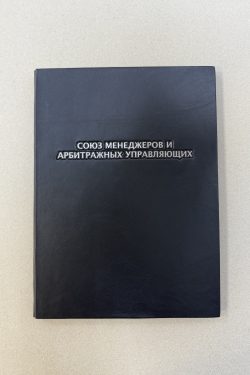 СОЮЗ МЕНЕДЖЕРОВ И
АРБИТРАЖНЫХ УПРАВЛЯЮЩИХ